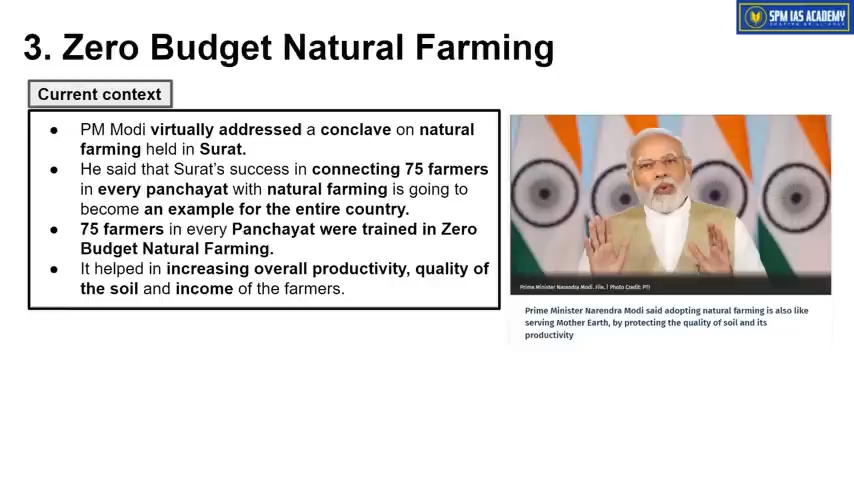 SPM IAS ACADEMY
SHAPING BRILLIANCE
3. Zero Budget Natural Farming
Current context
● PM Modi virtually addressed a conclave on natural
farming held in Surat.
● He said that Surat's success in connecting 75 farmers
in every panchayat with natural farming is going to
become an example for the entire country.
● 75 farmers in every Panchayat were trained in Zero
Budget Natural Farming.
● It helped in increasing overall productivity, quality of
the soil and income of the farmers.
Prime Minister Narendra Modi. File. | Photo Credit: PTI
Prime Minister Narendra Modi said adopting natural farming is also like
serving Mother Earth, by protecting the quality of soil and its
productivity